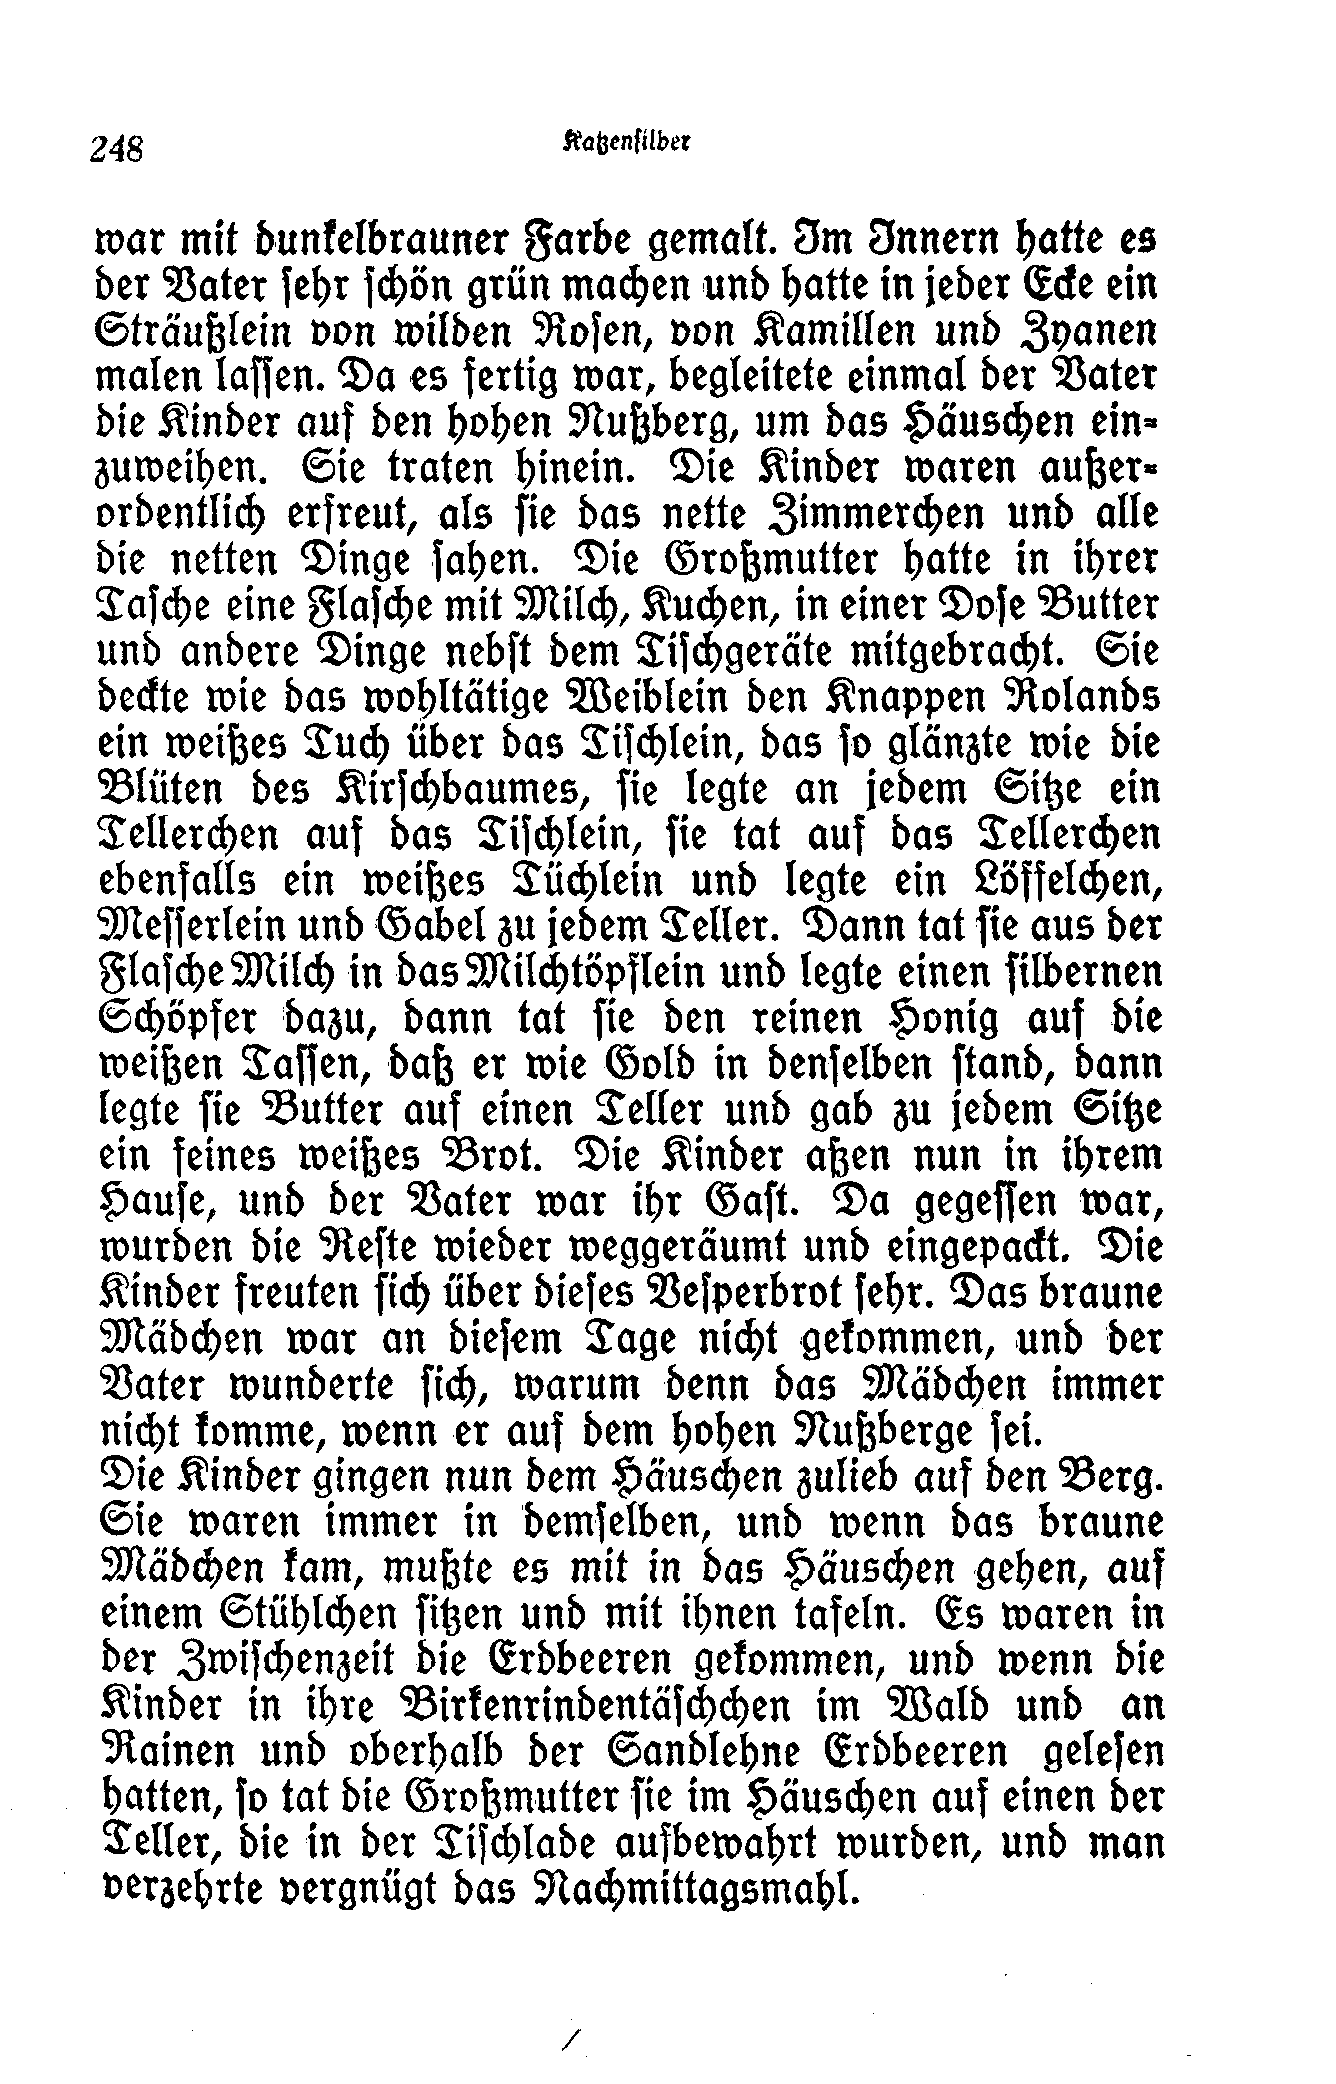 248
Katzensilber
war mit dunkelbrauner Farbe gemalt. Im Innern hatte es
der Vater sehr schön grün machen und hatte in jeder Ecke ein
Sträußlein von wilden Rosen, von Kamillen und Zyanen
malen lassen. Da es fertig war, begleitete einmal der Vater
die Kinder auf den hohen Nußberg, um das Häuschen ein-
zuweihen. Sie traten hinein. Die Kinder waren außer-
ordentlich erfreut, als sie das nette Zimmerchen und alle
die netten Dinge sahen. Die Großmutter hatte in ihrer
Tasche eine Flasche mit Milch, Kuchen, in einer Dose Butter
und andere Dinge nebst dem Tischgeräte mitgebracht. Sie
deckte wie das wohltätige Weiblein den Knappen Rolands
ein weißes Tuch über das Tischlein, das so glänzte wie die
Blüten des Kirschbaumes, sie legte an jedem Sitze ein
Tellerchen auf das Tischlein, sie tat auf das Tellerchen
ebenfalls ein weißes Tüchlein und legte ein Löffelchen,
Messerlein und Gabel zu jedem Teller. Dann tat sie aus der
Flasche Milch in das Milchtöpflein und legte einen silbernen
Schöpfer dazu, dann tat sie den reinen Honig auf die
weißen Tassen, daß er wie Gold in denselben stand, dann
legte sie Butter auf einen Teller und gab zu jedem Sitze
ein feines weißes Brot. Die Kinder aßen nun in ihrem
Hause, und der Vater war ihr Gast. Da gegessen war,
wurden die Reste wieder weggeräumt und eingepackt. Die
Kinder freuten sich über dieses Vesperbrot sehr. Das braune
Mädchen war an diesem Tage nicht gekommen, und der
Vater wunderte sich, warum denn das Mädchen immer
nicht komme, wenn er auf dem hohen Nußberge sei.
Die Kinder gingen nun dem Häuschen zulieb auf den Berg.
Sie waren immer in demselben, und wenn das braune
Mädchen kam, mußte es mit in das Häuschen gehen, auf
einem Stühlchen sitzen und mit ihnen tafeln. Es waren in
der Zwischenzeit die Erdbeeren gekommen, und wenn die
Kinder in ihre Birkenrindentäschchen im Wald und an
Rainen und oberhalb der Sandlehne Erdbeeren gelesen
hatten, so tat die Großmutter sie im Häuschen auf einen der
Teller, die in der Tischlade aufbewahrt wurden, und man
verzehrte vergnügt das Nachmittagsmahl.